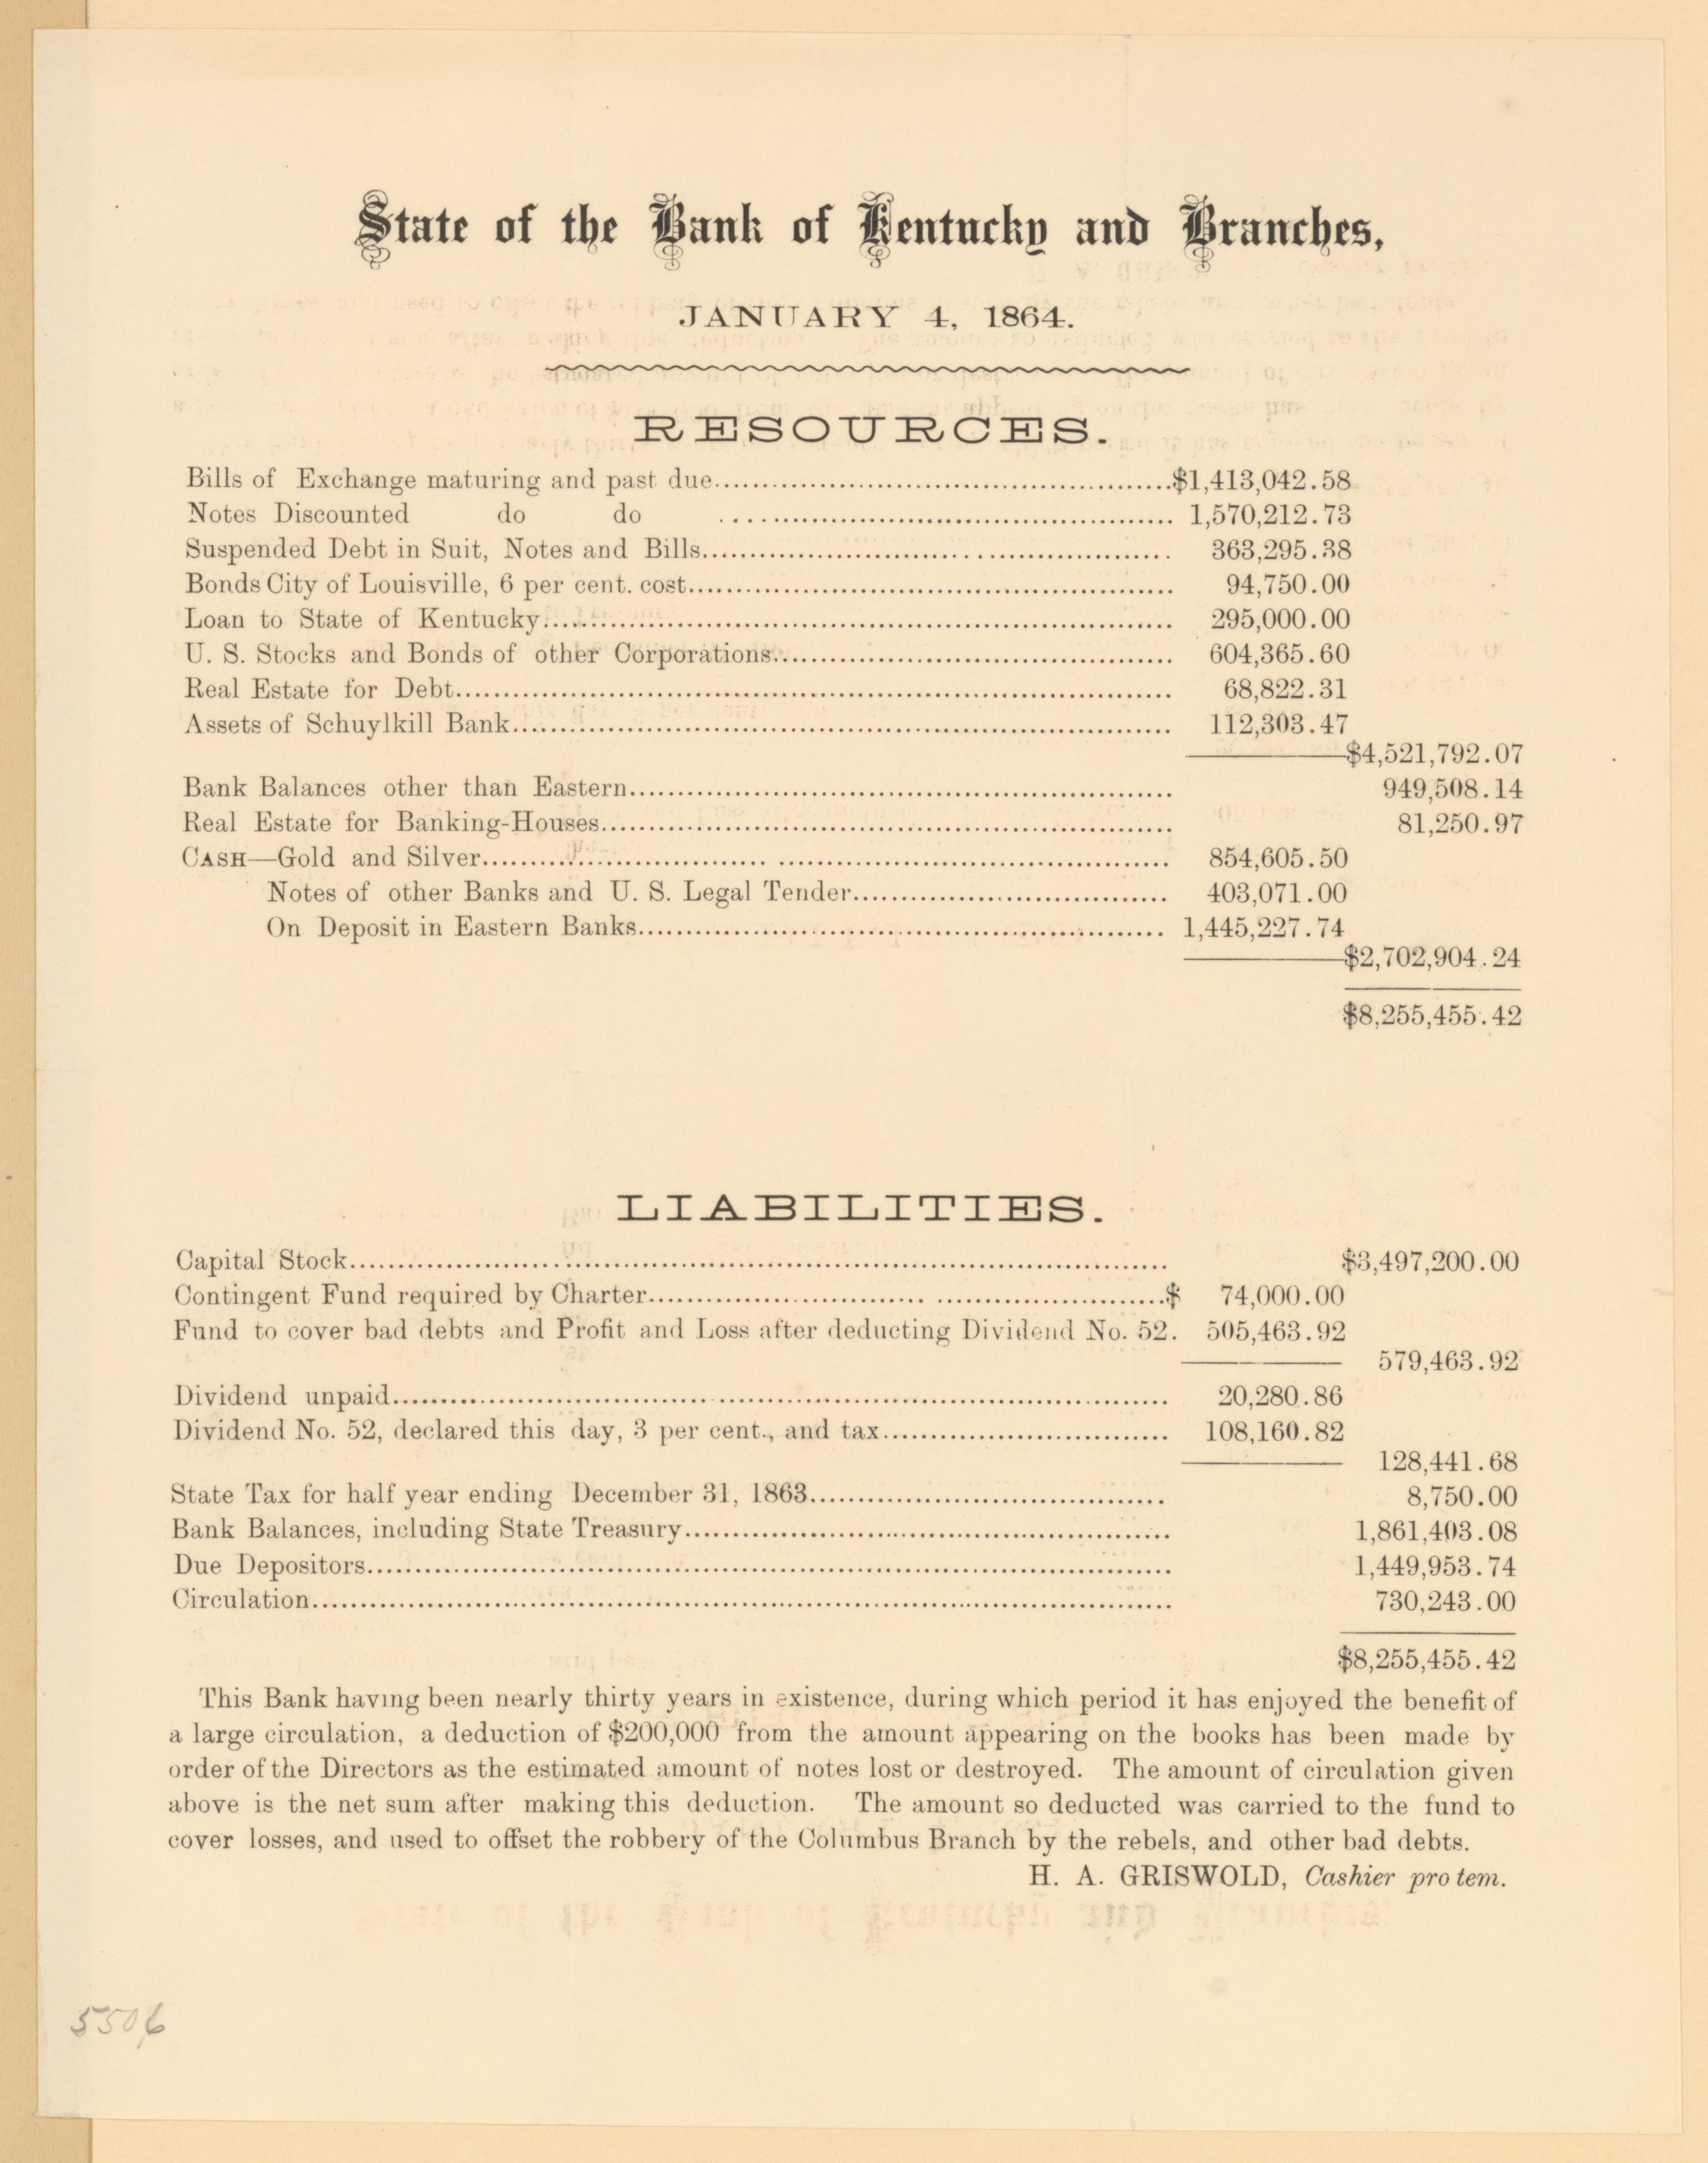 State of the Bank of Kentucky and Branches,
JANUARY 4, 1864.
RESOURCES.
Bills of Exchange maturing and past due........$1,413,042.58
Notes Discounted do do ........ 1,570,212.73
Suspended Debt in Suit, Notes and Bills........ 363,295.38
Bonds City of Louisville, 6 per cent. cost........ 94,750.00
Loan to State of Kentucky........ 295,000.00
U. S. Stocks and Bonds of other Corporations........ 604,365.60
Real Estate for Debt........ 68,822.31
Assets of Schuylkill Bank........ 112,303.47
$4,521,792.07
Bank Balances other than Eastern........ 949,508.14
Real Estate for Banking-Houses........ 81,250.97
CASH—Gold and Silver........ 854,605.50
Notes of other Banks and U. S. Legal Tender........ 403,071.00
On Deposit in Eastern Banks........ 1,445,227.74
$2,702,904.24
$8,255,455.42
LIABILITIES.
Capital Stock........ $3,497,200.00
Contingent Fund required by Charter........$ 74,000.00
Fund to cover bad debts and Profit and Loss after deducting Dividend No. 52. 505,463.92
579,463.92
Dividend unpaid........ 20,280.86
Dividend No. 52, declared this day, 3 per cent., and tax........ 108,160.82
128,441.68
State Tax for half year ending December 31, 1863........ 8,750.00
Bank Balances, including State Treasury........ 1,861,403.08
Due Depositors........ 1,449,953.74
Circulation........ 730,243.00
$8,255,455.42
This Bank having been nearly thirty years in existence, during which period it has enjoyed the benefit of
a large circulation, a deduction of $200,000 from the amount appearing on the books has been made by
order of the Directors as the estimated amount of notes lost or destroyed. The amount of circulation given
above is the net sum after making this deduction. The amount so deducted was carried to the fund to
cover losses, and used to offset the robbery of the Columbus Branch by the rebels, and other bad debts.
H. A. GRISWOLD, Cashier pro tem.
5506